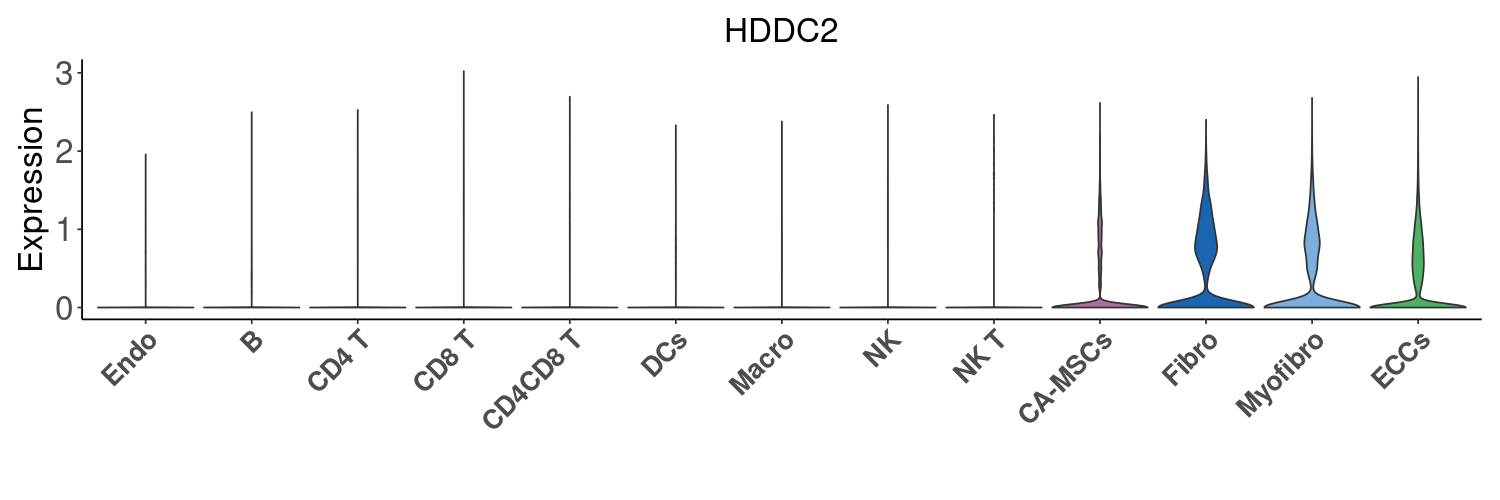 HDDC2
Expression
3
2
1
0
Endo
B
CD4 T
CD8 T
CD4CD8 T
DCs
Macro
NK
NK T
CA-MSCs
Fibro
Myofibro
ECCs